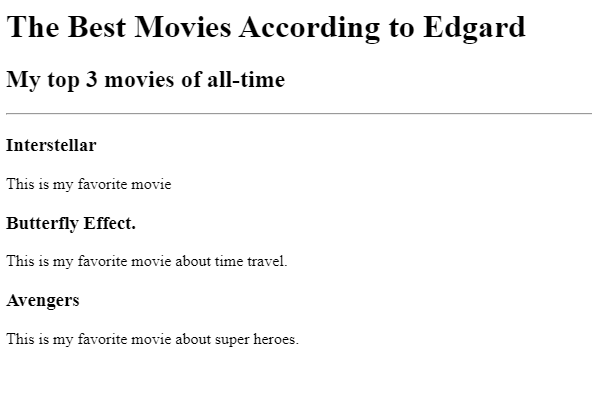 The Best Movies According to Edgard
My top 3 movies of all-time
Interstellar
This is my favorite movie
Butterfly Effect.
This is my favorite movie about time travel.
Avengers
This is my favorite movie about super heroes.